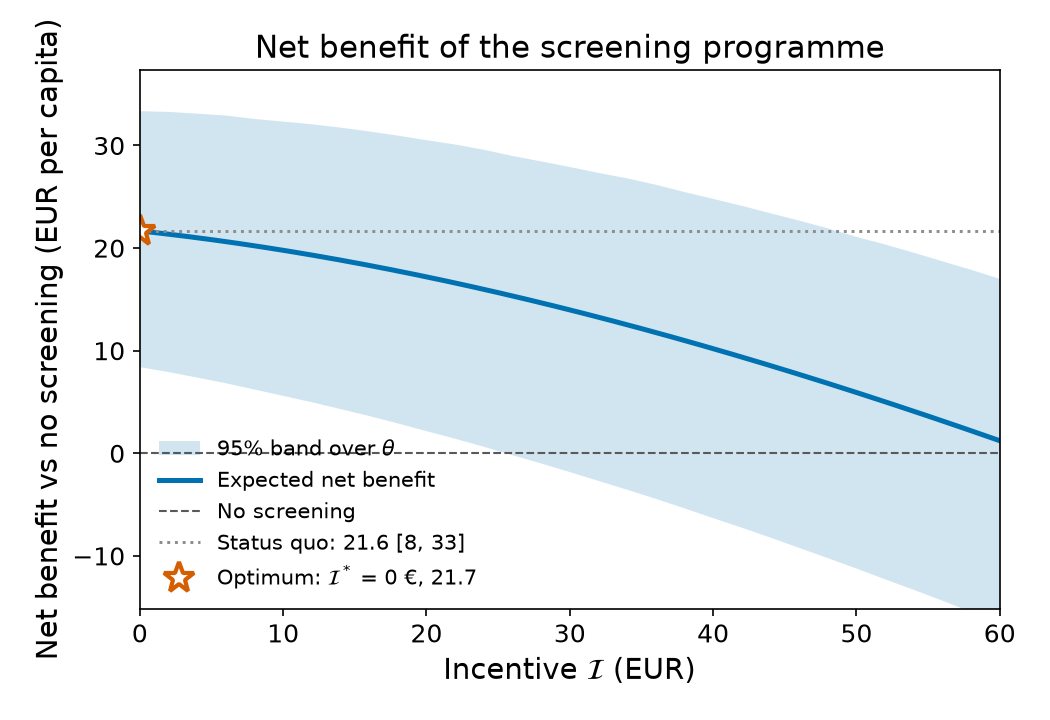 Net benefit of the screening programme
Net benefit vs no screening (EUR per capita)
30
20
10
0
−10
95% band over θ
Expected net benefit
No screening
Status quo: 21.6 [8, 33]
Optimum: ℐ* = 0 €, 21.7
0 10 20 30 40 50 60
Incentive ℐ (EUR)